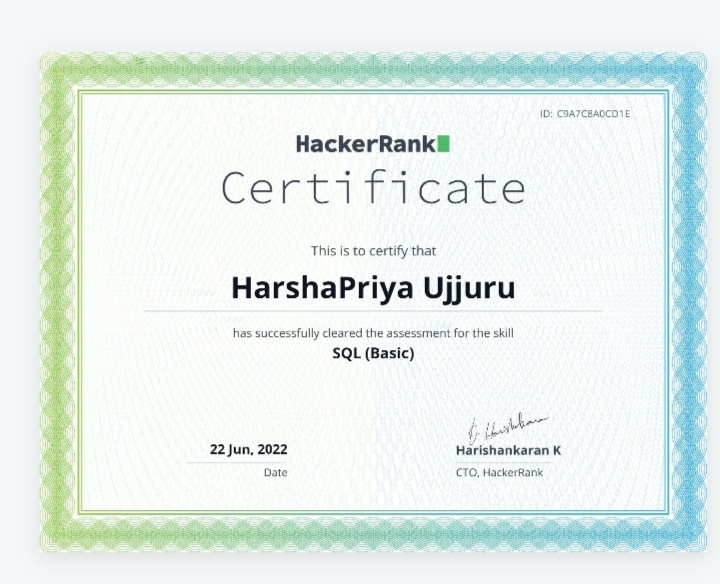 ID: C9A7C8A0CD1E
HackerRank
Certificate
This is to certify that
HarshaPriya Ujjuru
has successfully cleared the assessment for the skill
SQL (Basic)
22 Jun, 2022
Date
K. Harishankaran
Harishankaran K
CTO, HackerRank